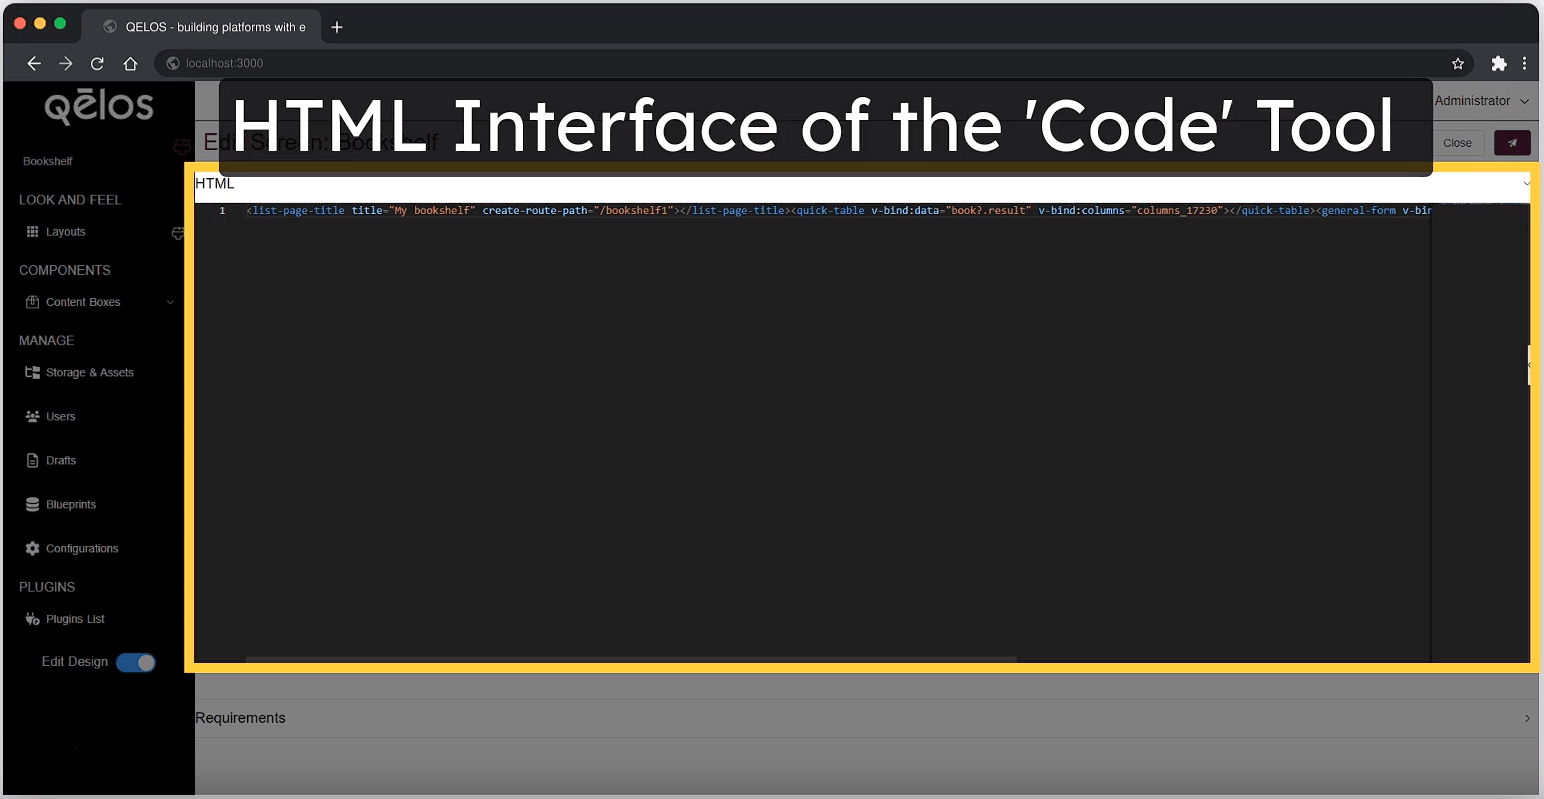 QELOS - building platforms with e
localhost:3000
qēlos
HTML Interface of the 'Code' Tool
Administrator
Edit Screen: Bookshelf
Close
Bookshelf
HTML
LOOK AND FEEL
1 <list-page-title title="My bookshelf" create-route-path="/bookshelf1"></list-page-title><quick-table v-bind:data="book?.result" v-bind:columns="columns_17230"></quick-table><general-form v-bin
Layouts
COMPONENTS
Content Boxes
MANAGE
Storage & Assets
Users
Drafts
Blueprints
Configurations
PLUGINS
Plugins List
Edit Design
Requirements